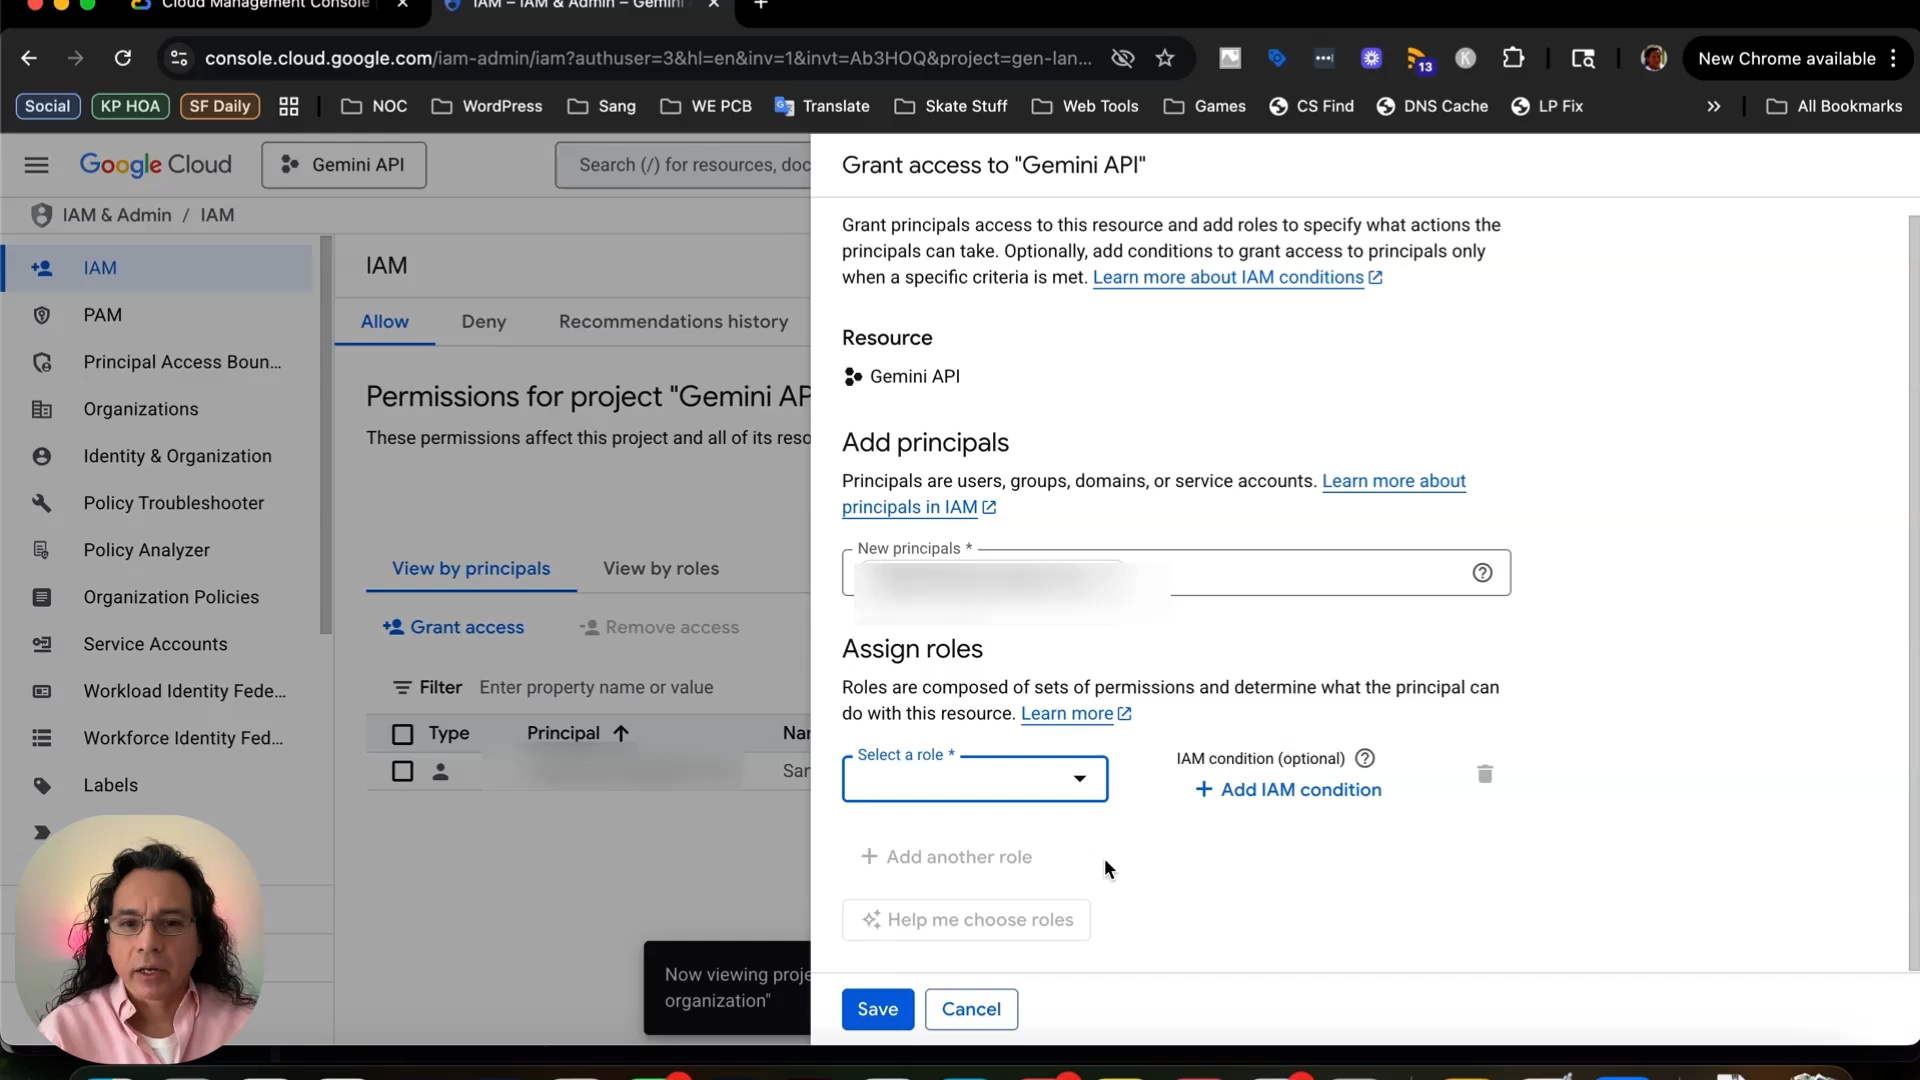 Cloud Management Console
IAM – IAM & Admin – Gemini
console.cloud.google.com/iam-admin/iam?authuser=3&hl=en&inv=1&invt=Ab3HOQ&project=gen-lan...
13
New Chrome available
Social
KP HOA
SF Daily
NOC
WordPress
Sang
WE PCB
Translate
Skate Stuff
Web Tools
Games
CS Find
DNS Cache
LP Fix
All Bookmarks
Google Cloud
Gemini API
Search (/) for resources, doc
IAM & Admin / IAM
IAM
PAM
Principal Access Boun...
Organizations
Identity & Organization
Policy Troubleshooter
Policy Analyzer
Organization Policies
Service Accounts
Workload Identity Fede...
Workforce Identity Fed...
Labels
IAM
Allow
Deny
Recommendations history
Permissions for project "Gemini AP
These permissions affect this project and all of its reso
View by principals
View by roles
Grant access
Remove access
Filter
Enter property name or value
Type
Principal
Nar
Sar
Now viewing proje
organization"
Grant access to "Gemini API"
Grant principals access to this resource and add roles to specify what actions the
principals can take. Optionally, add conditions to grant access to principals only
when a specific criteria is met. Learn more about IAM conditions
Resource
Gemini API
Add principals
Principals are users, groups, domains, or service accounts. Learn more about
principals in IAM
New principals *
Assign roles
Roles are composed of sets of permissions and determine what the principal can
do with this resource. Learn more
Select a role *
IAM condition (optional)
+ Add IAM condition
+ Add another role
Help me choose roles
Save
Cancel